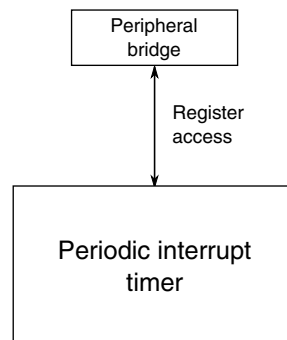 Peripheral
bridge
Register
access
Periodic interrupt
timer